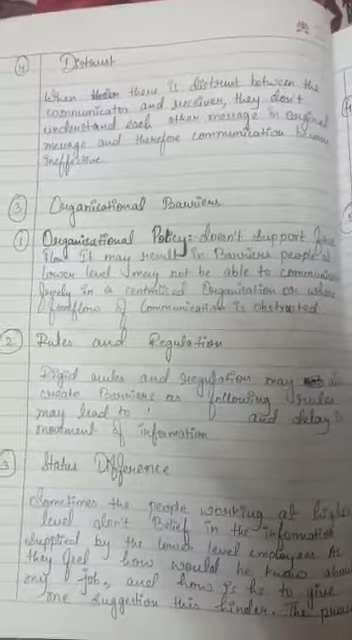 ④ Distrust
When there is distrust between the
communicator and receiver, they don't
understand each other message in original
message and therefore communication become
ineffective
③ Organisational Barriers
① Organisational Policy: doesn't support free
flow It may result in Barriers people at
lower level may not be able to communicate
freely in a centralised Organisation or where
freeflow of Communication is obstructed
② Rules and Regulation
Rigid rules and regulation may
create Barriers as following rules
may lead to and delay
movement of information
3 Status Difference
Sometimes the people working at higher
level don't Belief in the information
supplied by the lower level employees. As
they feel how would he know about
my job, and how is he to give
me suggestion this hinder. The